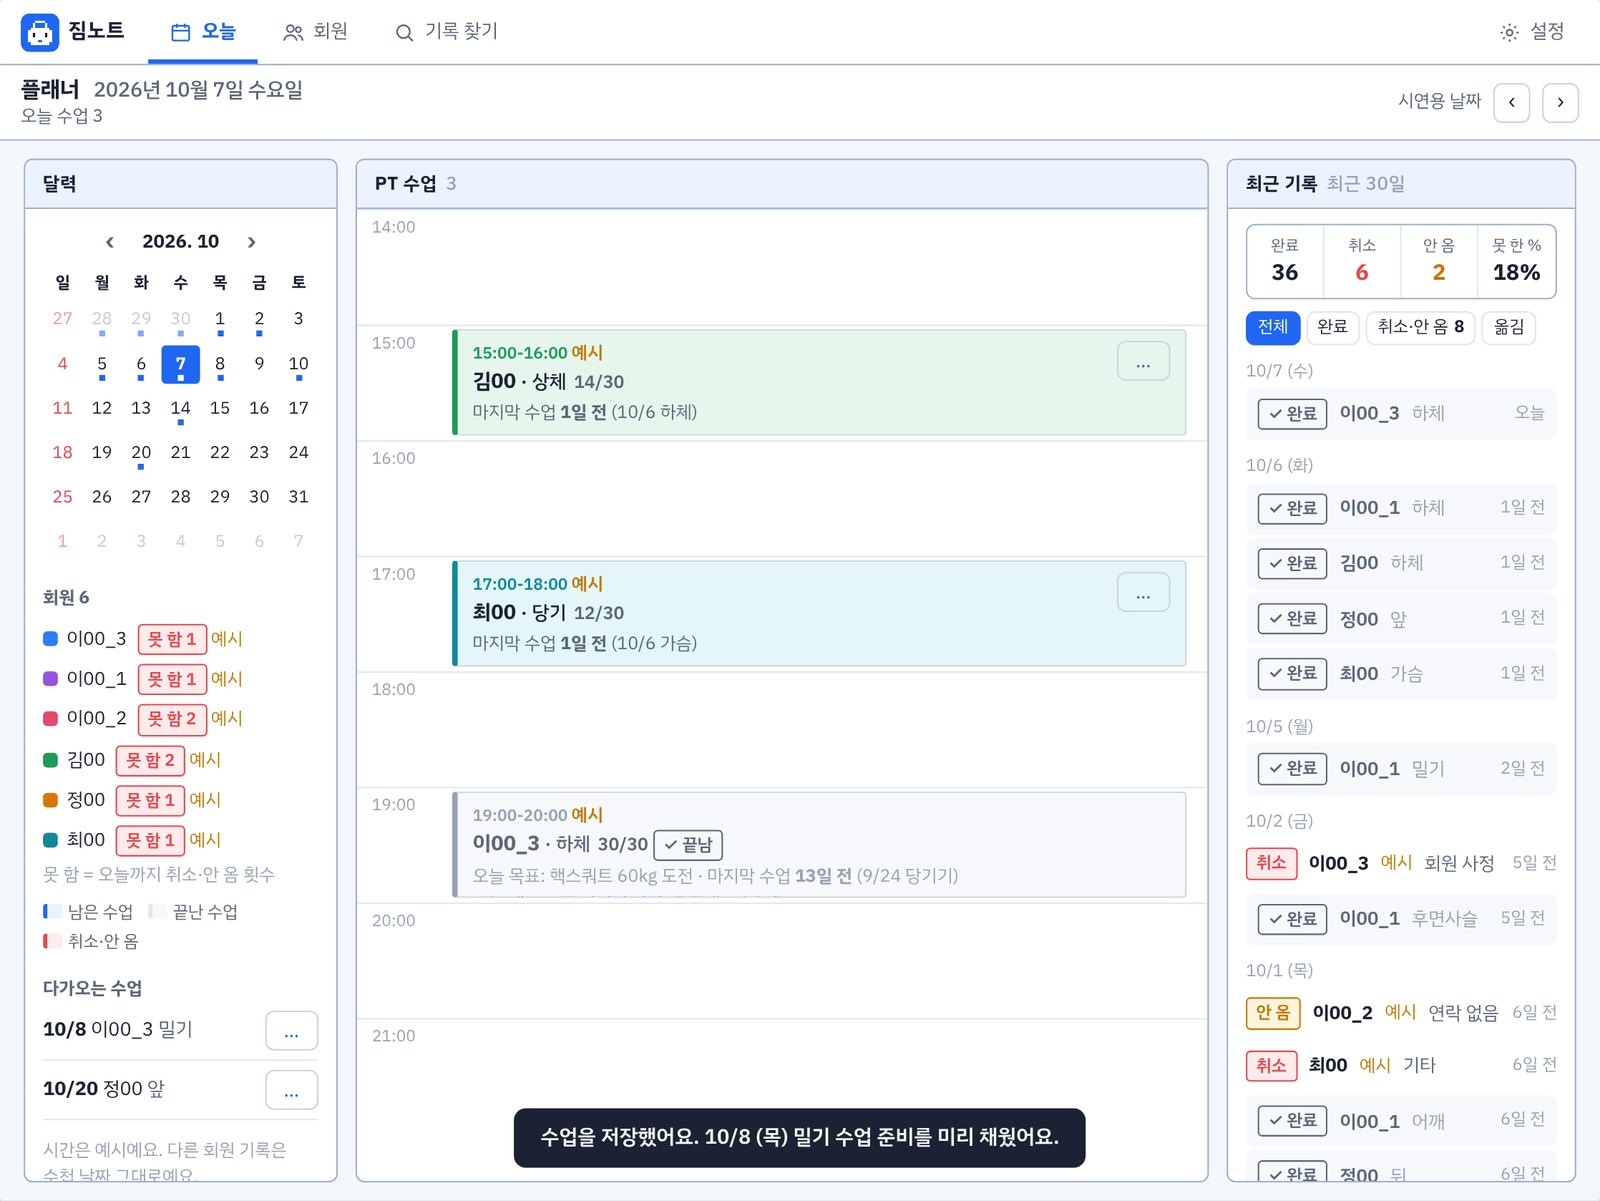 짐노트
오늘
회원
기록 찾기
설정
플래너 2026년 10월 7일 수요일
오늘 수업 3
시연용 날짜
‹
›
달력
‹ 2026. 10 ›
일 월 화 수 목 금 토
27 28 29 30 1 2 3
4 5 6 7 8 9 10
11 12 13 14 15 16 17
18 19 20 21 22 23 24
25 26 27 28 29 30 31
1 2 3 4 5 6 7
회원 6
이00_3 못 함 1 예시
이00_1 못 함 1 예시
이00_2 못 함 2 예시
김00 못 함 2 예시
정00 못 함 1 예시
최00 못 함 1 예시
못 함 = 오늘까지 취소·안 옴 횟수
남은 수업 끝난 수업
취소·안 옴
다가오는 수업
10/8 이00_3 밀기 ...
10/20 정00 앞 ...
시간은 예시예요. 다른 회원 기록은
수첩 날짜 그대로예요.
PT 수업 3
14:00
15:00
15:00-16:00 예시
김00 · 상체 14/30
마지막 수업 1일 전 (10/6 하체)
...
16:00
17:00
17:00-18:00 예시
최00 · 당기 12/30
마지막 수업 1일 전 (10/6 가슴)
...
18:00
19:00
19:00-20:00 예시
이00_3 · 하체 30/30 ✓ 끝남
오늘 목표: 핵스쿼트 60kg 도전 · 마지막 수업 13일 전 (9/24 당기기)
20:00
21:00
수업을 저장했어요. 10/8 (목) 밀기 수업 준비를 미리 채웠어요.
최근 기록 최근 30일
완료 취소 안 옴 못 한 %
36 6 2 18%
전체 완료 취소·안 옴 8 옮김
10/7 (수)
✓ 완료 이00_3 하체 오늘
10/6 (화)
✓ 완료 이00_1 하체 1일 전
✓ 완료 김00 하체 1일 전
✓ 완료 정00 앞 1일 전
✓ 완료 최00 가슴 1일 전
10/5 (월)
✓ 완료 이00_1 밀기 2일 전
10/2 (금)
취소 이00_3 예시 회원 사정 5일 전
✓ 완료 이00_1 후면사슬 5일 전
10/1 (목)
안 옴 이00_2 예시 연락 없음 6일 전
취소 최00 예시 기타 6일 전
✓ 완료 이00_1 어깨 6일 전
✓ 완료 정00 뒤 6일 전